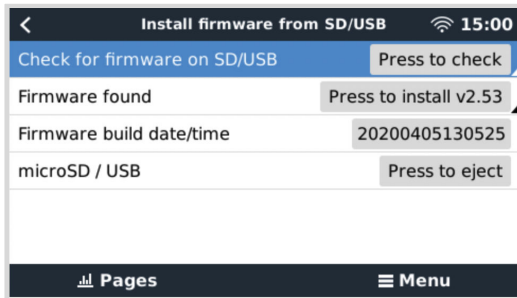 Install firmware from SD/USB 15:00
Check for firmware on SD/USB Press to check
Firmware found Press to install v2.53
Firmware build date/time 20200405130525
microSD / USB Press to eject
Pages Menu